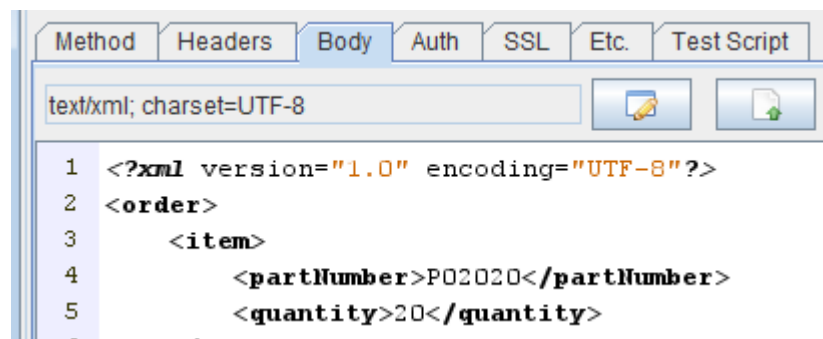 Method Headers Body Auth SSL Etc. Test Script
text/xml; charset=UTF-8
1 <?xml version="1.0" encoding="UTF-8"?>
2 <order>
3 <item>
4 <partNumber>P02020</partNumber>
5 <quantity>20</quantity>